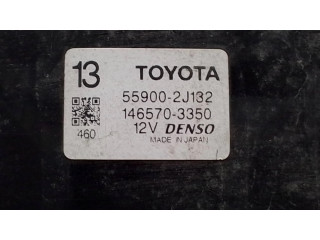 13 TOYOTA
55900-2J132
146570-3350
460 12V DENSO
MADE IN JAPAN